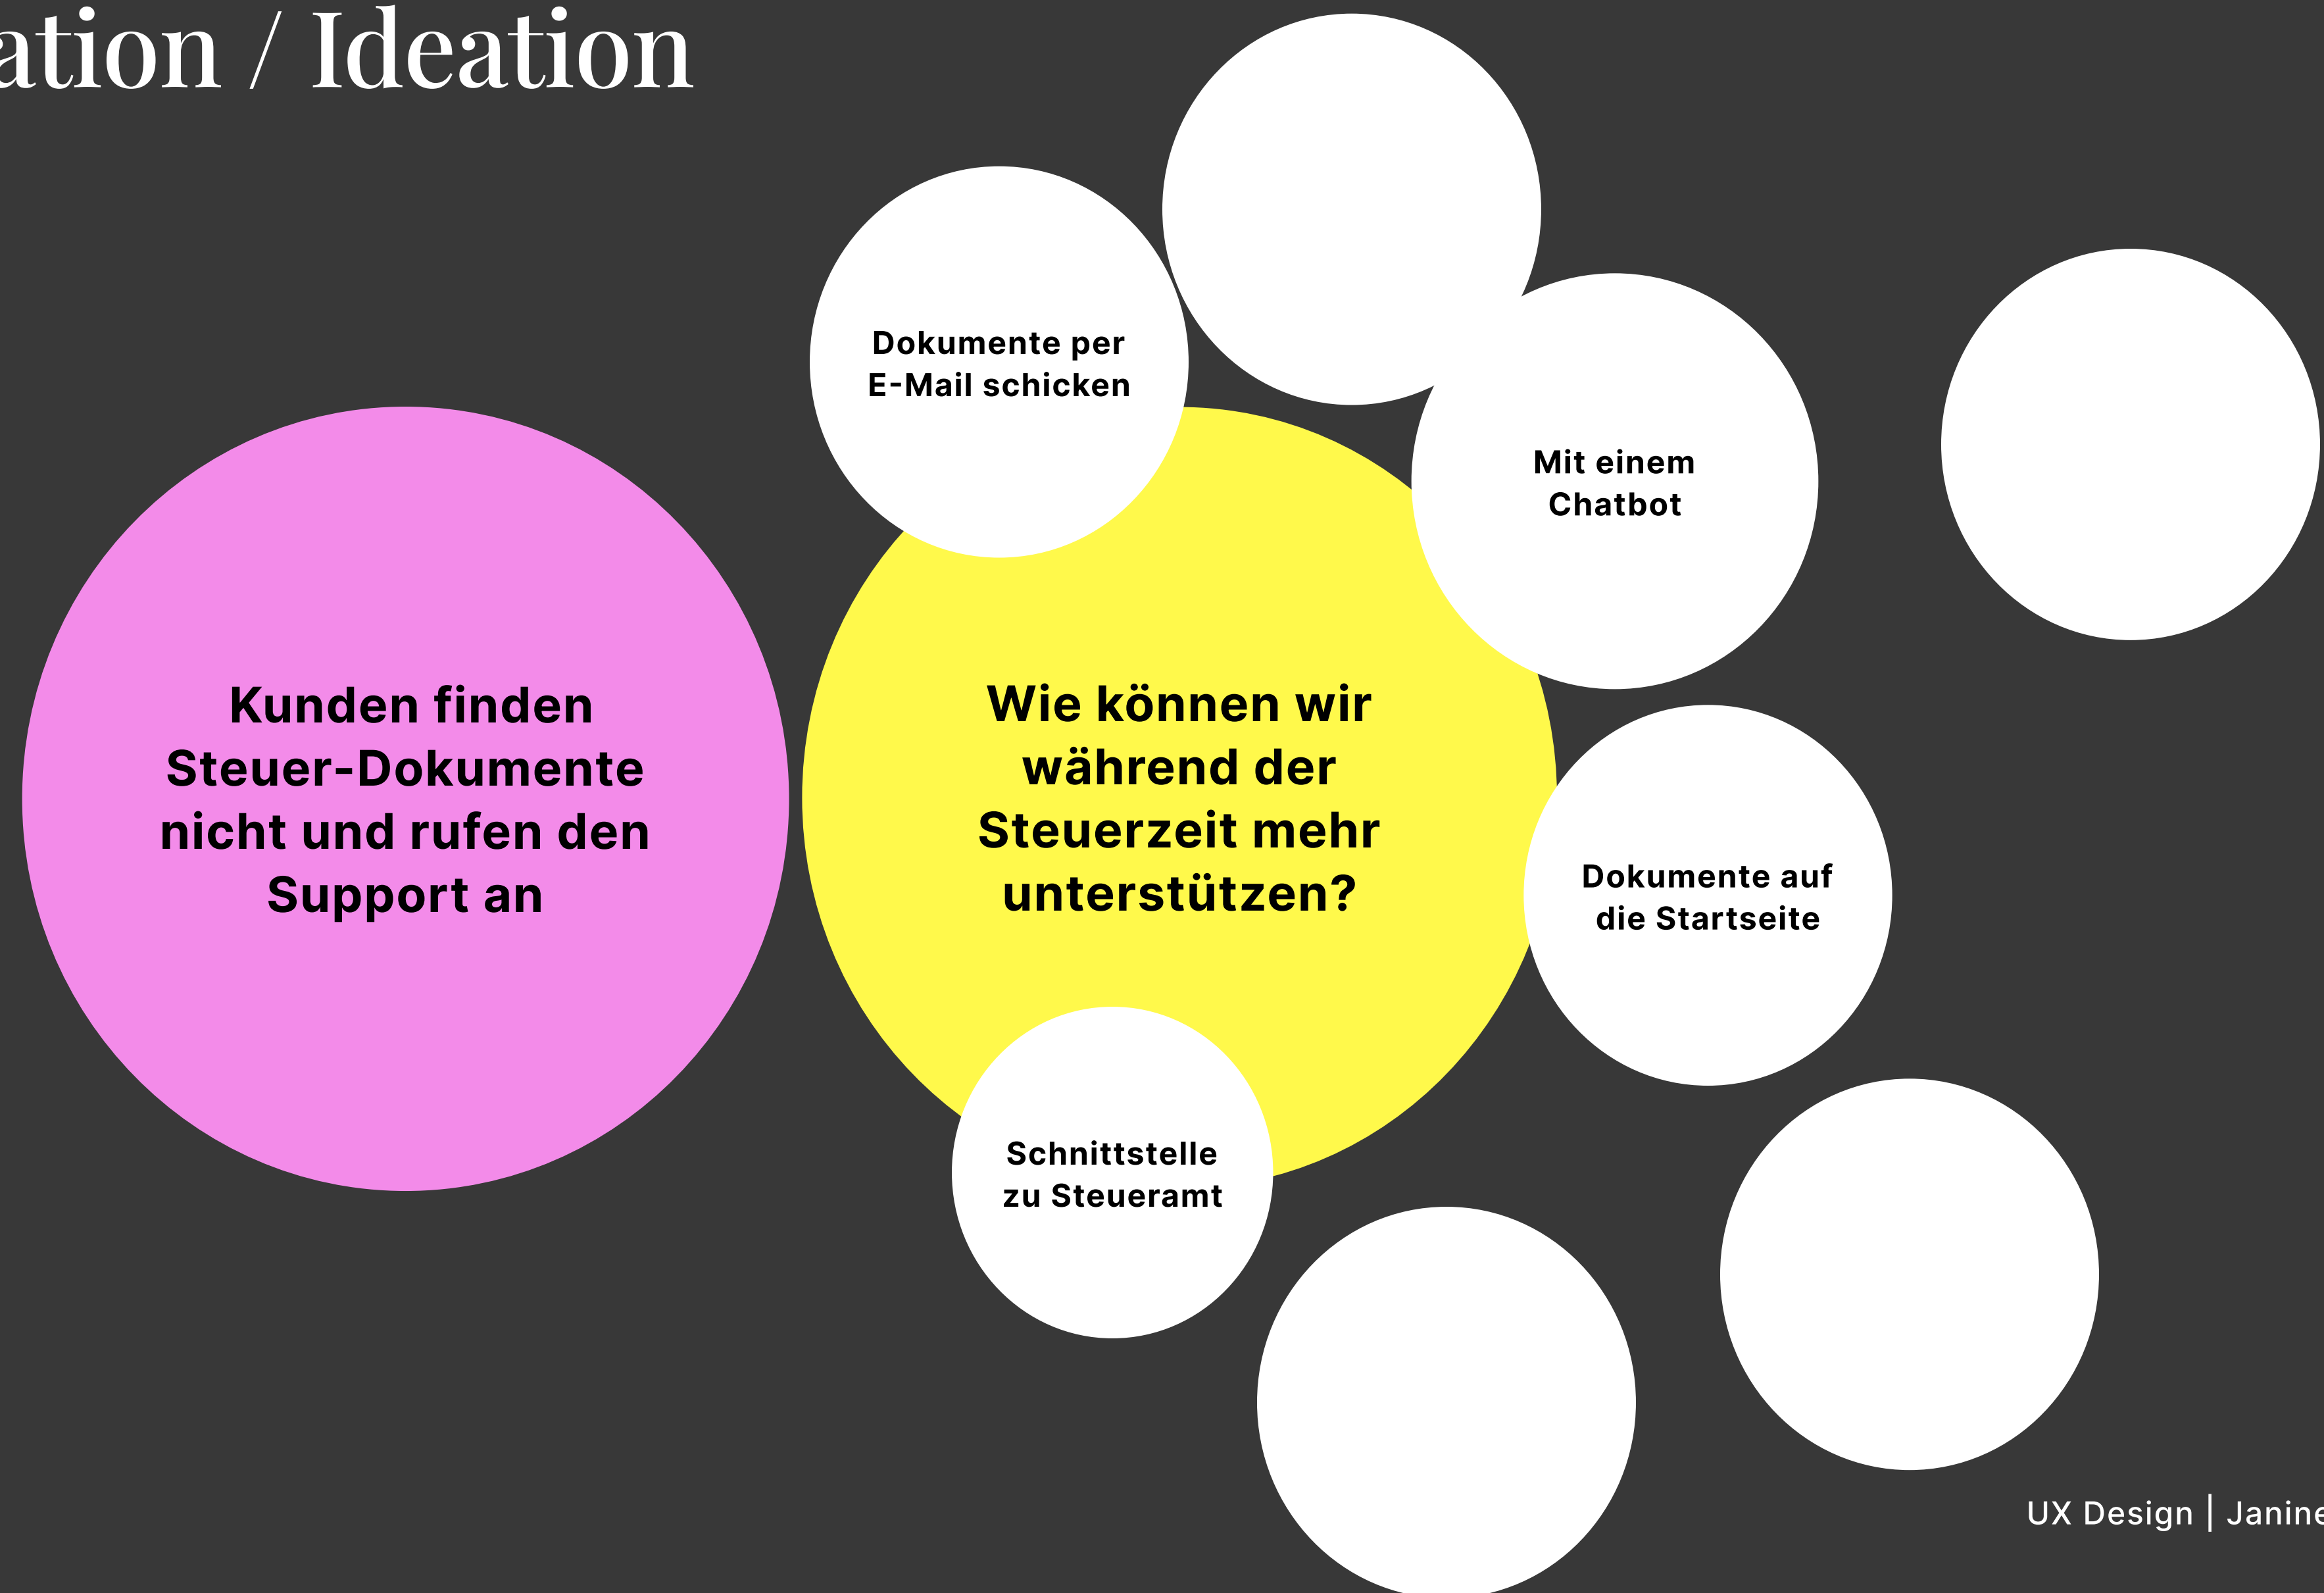 ation / Ideation
Dokumente per
E-Mail schicken
Mit einem
Chatbot
Kunden finden
Steuer-Dokumente
nicht und rufen den
Support an
Wie können wir
während der
Steuerzeit mehr
unterstützen?
Dokumente auf
die Startseite
Schnittstelle
zu Steueramt
UX Design | Janine